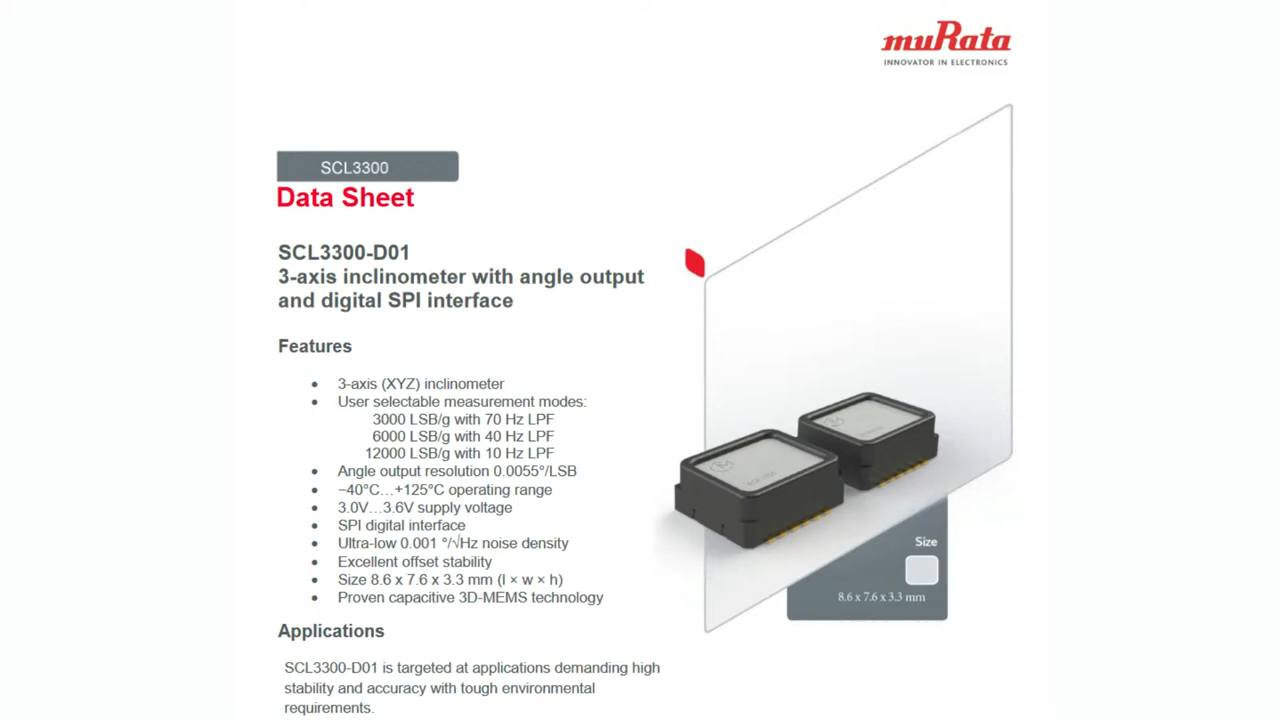 muRata
INNOVATOR IN ELECTRONICS
SCL3300
Data Sheet
SCL3300-D01
3-axis inclinometer with angle output
and digital SPI interface
Features
• 3-axis (XYZ) inclinometer
• User selectable measurement modes:
3000 LSB/g with 70 Hz LPF
6000 LSB/g with 40 Hz LPF
12000 LSB/g with 10 Hz LPF
• Angle output resolution 0.0055°/LSB
• −40°C…+125°C operating range
• 3.0V…3.6V supply voltage
• SPI digital interface
• Ultra-low 0.001 °/√Hz noise density
• Excellent offset stability
• Size 8.6 x 7.6 x 3.3 mm (l × w × h)
• Proven capacitive 3D-MEMS technology
Size
8.6 x 7.6 x 3.3 mm
Applications
SCL3300-D01 is targeted at applications demanding high
stability and accuracy with tough environmental
requirements.